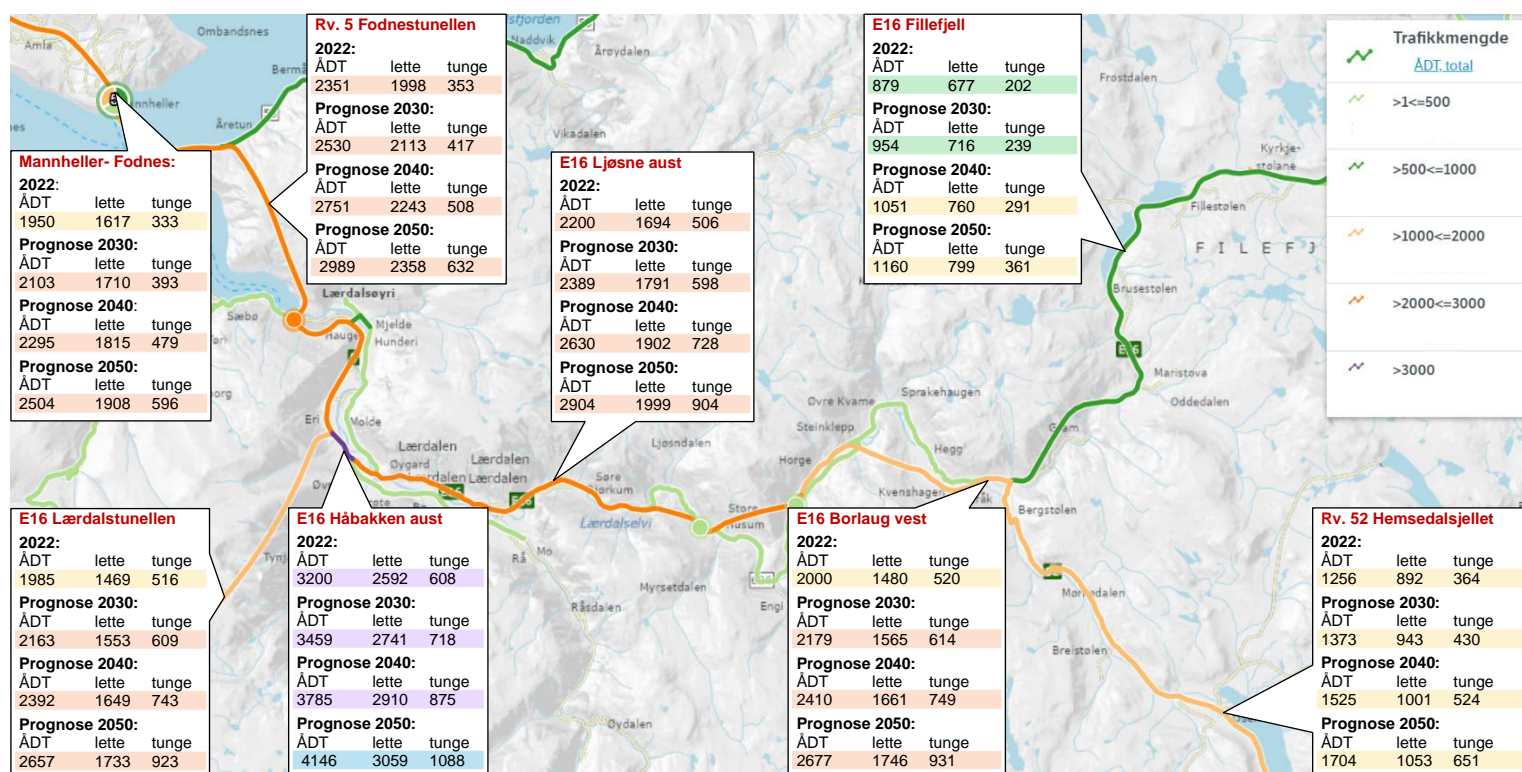 Rv. 5 Fodnestunellen
2022:
ÅDT lette tunge
2351 1998 353
Prognose 2030:
ÅDT lette tunge
2530 2113 417
Prognose 2040:
ÅDT lette tunge
2751 2243 508
Prognose 2050:
ÅDT lette tunge
2989 2358 632
E16 Fillefjell
2022:
ÅDT lette tunge
879 677 202
Prognose 2030:
ÅDT lette tunge
954 716 239
Prognose 2040:
ÅDT lette tunge
1051 760 291
Prognose 2050:
ÅDT lette tunge
1160 799 361
Trafikkmengde
ÅDT, total
>1<=500
>500<=1000
>1000<=2000
>2000<=3000
>3000
Mannheller- Fodnes:
2022:
ÅDT lette tunge
1950 1617 333
Prognose 2030:
ÅDT lette tunge
2103 1710 393
Prognose 2040:
ÅDT lette tunge
2295 1815 479
Prognose 2050:
ÅDT lette tunge
2504 1908 596
E16 Ljøsne aust
2022:
ÅDT lette tunge
2200 1694 506
Prognose 2030:
ÅDT lette tunge
2389 1791 598
Prognose 2040:
ÅDT lette tunge
2630 1902 728
Prognose 2050:
ÅDT lette tunge
2904 1999 904
E16 Lærdalstunellen
2022:
ÅDT lette tunge
1985 1469 516
Prognose 2030:
ÅDT lette tunge
2163 1553 609
Prognose 2040:
ÅDT lette tunge
2392 1649 743
Prognose 2050:
ÅDT lette tunge
2657 1733 923
E16 Håbakken aust
2022:
ÅDT lette tunge
3200 2592 608
Prognose 2030:
ÅDT lette tunge
3459 2741 718
Prognose 2040:
ÅDT lette tunge
3785 2910 875
Prognose 2050:
ÅDT lette tunge
4146 3059 1088
E16 Borlaug vest
2022:
ÅDT lette tunge
2000 1480 520
Prognose 2030:
ÅDT lette tunge
2179 1565 614
Prognose 2040:
ÅDT lette tunge
2410 1661 749
Prognose 2050:
ÅDT lette tunge
2677 1746 931
Rv. 52 Hemsedalsjellet
2022:
ÅDT lette tunge
1256 892 364
Prognose 2030:
ÅDT lette tunge
1373 943 430
Prognose 2040:
ÅDT lette tunge
1525 1001 524
Prognose 2050:
ÅDT lette tunge
1704 1053 651
Amla
Ombandsnes
Naddvik
Årøydalen
Frostdalen
Vikadalen
Åretun
Kyrkje-
stølane
Fillestølen
FILEFJ
Brusestølen
Lærdalsøyri
Sæbø
Mjelde
Hauge
Hunderi
E16
Maristova
Oddedalen
Sprakehaugen
Øvre Kvame
Steinklepp
Eri
Molde
Lærdalen
Ljøsndalen
Hegg
Øygard
Lærdalen
Lærdalen
Horge
Kvenshagen
Bergstølen
Lærdalselvi
Rå
Mo
Myrsetdalen
Råsdalen
Engi
Breistølen
Øydalen